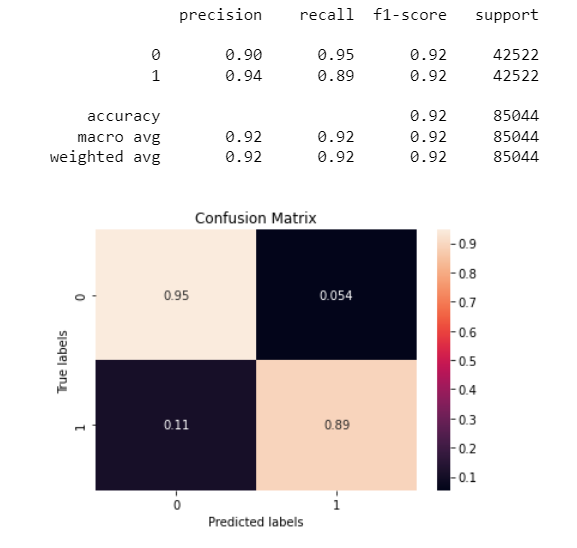 precision recall f1-score support
0 0.90 0.95 0.92 42522
1 0.94 0.89 0.92 42522
accuracy 0.92 85044
macro avg 0.92 0.92 0.92 85044
weighted avg 0.92 0.92 0.92 85044
Confusion Matrix
0.9
0.8
0.7
0.6
0.5
0.4
0.3
0.2
0.1
True labels
0
0.95 0.054
1
0.11 0.89
0 1
Predicted labels